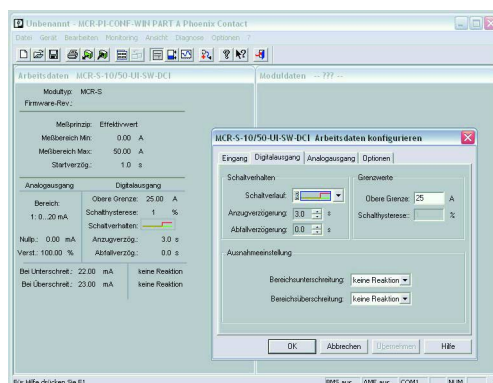 Unbenannt - MCR-PI-CONF-WIN PART A Phoenix Contact
Datei Gerät Bearbeiten Monitoring Ansicht Diagnose Optionen ?
Arbeitsdaten MCR-S-10/50-UI-SW-DCI
Moduldaten -- ??? --
Modultyp: MCR-S
Firmware-Rev.:
Meßprinzip: Effektivwert
Meßbereich Min: 0.00 A
Meßbereich Max: 50.00 A
Startverzög.: 1.0 s
Analogausgang Digitalausgang
Bereich:
1: 0...20 mA
Obere Grenze: 25.00 A
Schalthysterese: 1 %
Schaltverhalten:
Nullp.: 0.00 mA Anzugverzög.: 3.0 s
Verst.: 100.00 % Abfallverzög.: 0.0 s
Bei Unterschreit.: 22.00 mA keine Reaktion
Bei Überschreit.: 23.00 mA keine Reaktion
MCR-S-10/50-UI-SW-DCI Arbeitsdaten konfigurieren
Eingang Digitalausgang Analogausgang Optionen
Schaltverhalten
Schaltverlauf:
Anzugverzögerung: 3.0 s
Abfallverzögerung: 0.0 s
Grenzwerte
Obere Grenze: 25 A
Schalthysterese: %
Ausnahmeeinstellung
Bereichsunterschreitung: keine Reaktion
Bereichsüberschreitung: keine Reaktion
OK Abbrechen Übernehmen Hilfe
Für Hilfe drücken Sie F1
RMS aus AMF aus COM1 NUM